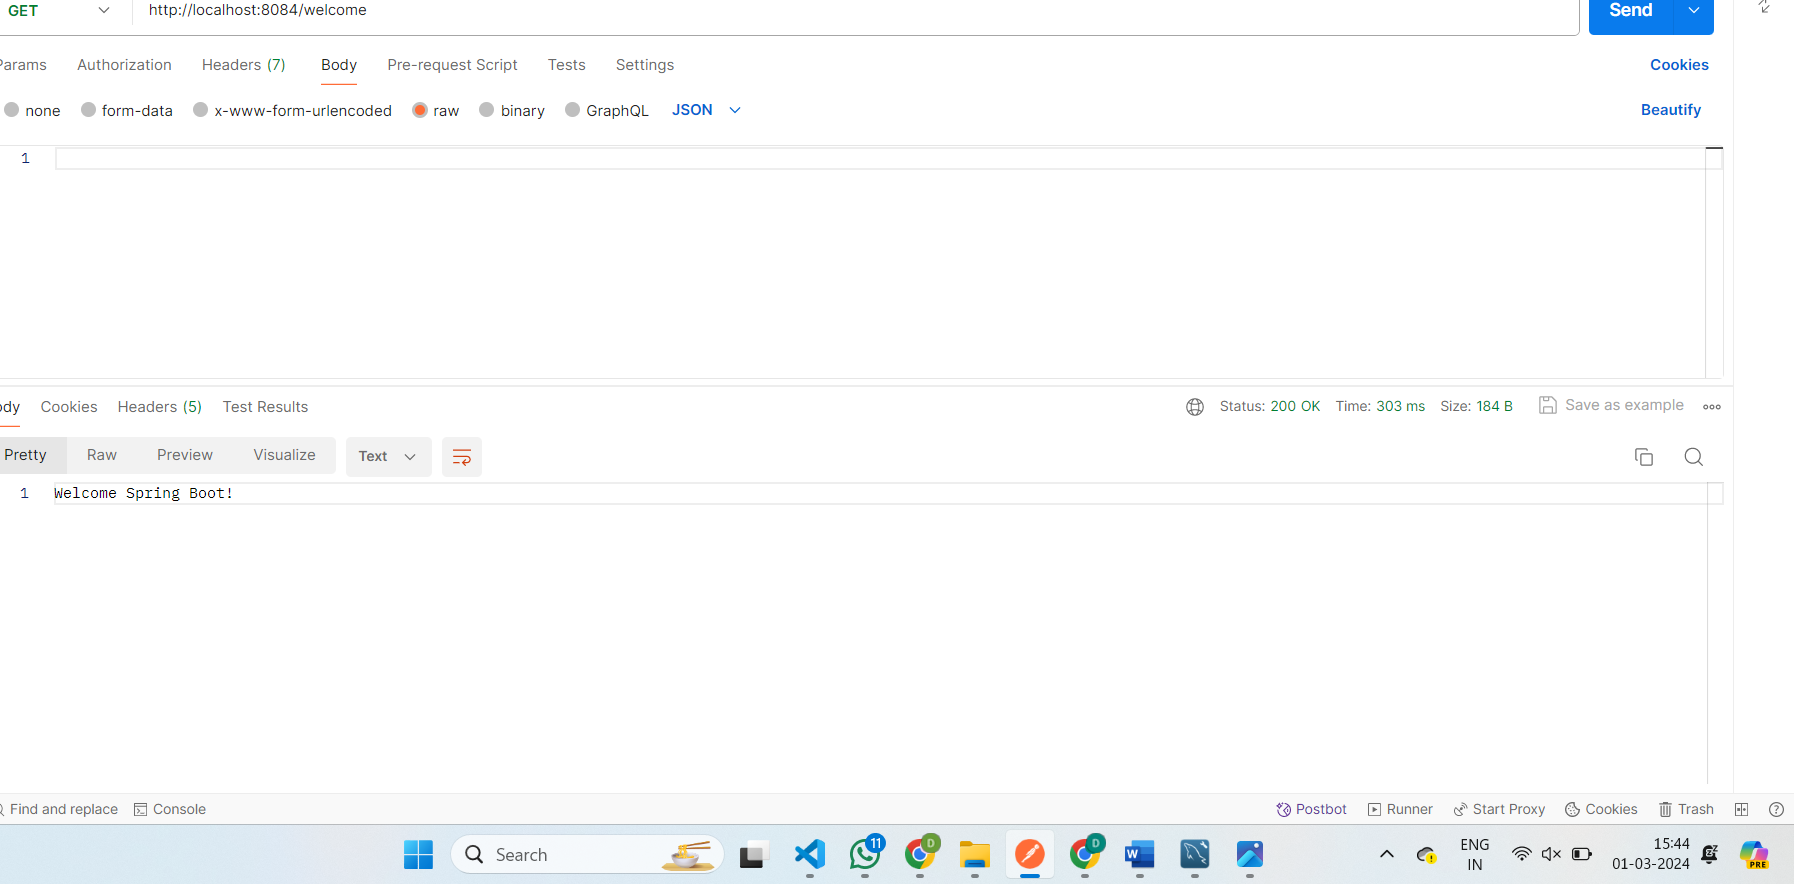 GET http://localhost:8084/welcome Send
Params Authorization Headers (7) Body Pre-request Script Tests Settings Cookies
none form-data x-www-form-urlencoded raw binary GraphQL JSON Beautify
1
ody Cookies Headers (5) Test Results Status: 200 OK Time: 303 ms Size: 184 B Save as example
Pretty Raw Preview Visualize Text
1 Welcome Spring Boot!
Find and replace Console Postbot Runner Start Proxy Cookies Trash
Search 11 D D W ENG 15:44
IN 01-03-2024 PRE